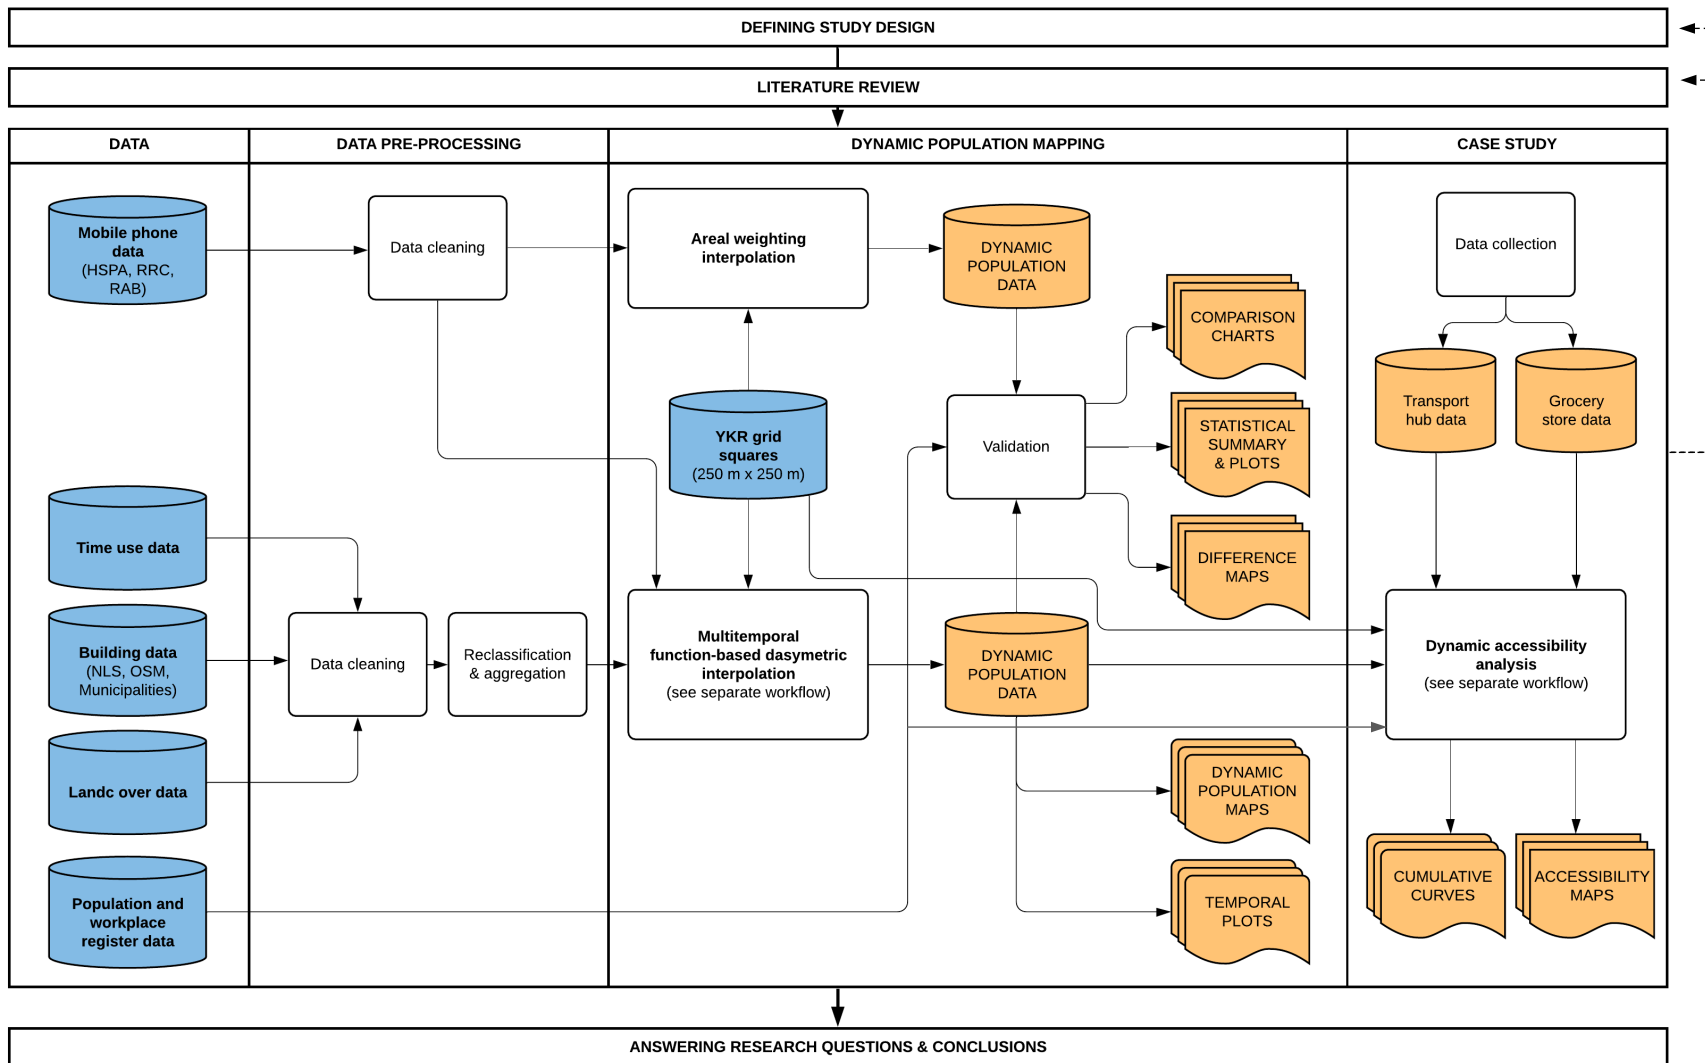 DEFINING STUDY DESIGN
LITERATURE REVIEW
DATA
DATA PRE-PROCESSING
DYNAMIC POPULATION MAPPING
CASE STUDY
Mobile phone
data
(HSPA, RRC,
RAB)
Data cleaning
Areal weighting
interpolation
DYNAMIC
POPULATION
DATA
Data collection
COMPARISON
CHARTS
Transport
hub data
Grocery
store data
YKR grid
squares
(250 m x 250 m)
Validation
STATISTICAL
SUMMARY
& PLOTS
Time use data
DIFFERENCE
MAPS
Building data
(NLS, OSM,
Municipalities)
Data cleaning
Reclassification
& aggregation
Multitemporal
function-based dasymetric
interpolation
(see separate workflow)
DYNAMIC
POPULATION
DATA
Dynamic accessibility
analysis
(see separate workflow)
Landc over data
DYNAMIC
POPULATION
MAPS
Population and
workplace
register data
TEMPORAL
PLOTS
CUMULATIVE
CURVES
ACCESSIBILITY
MAPS
ANSWERING RESEARCH QUESTIONS & CONCLUSIONS